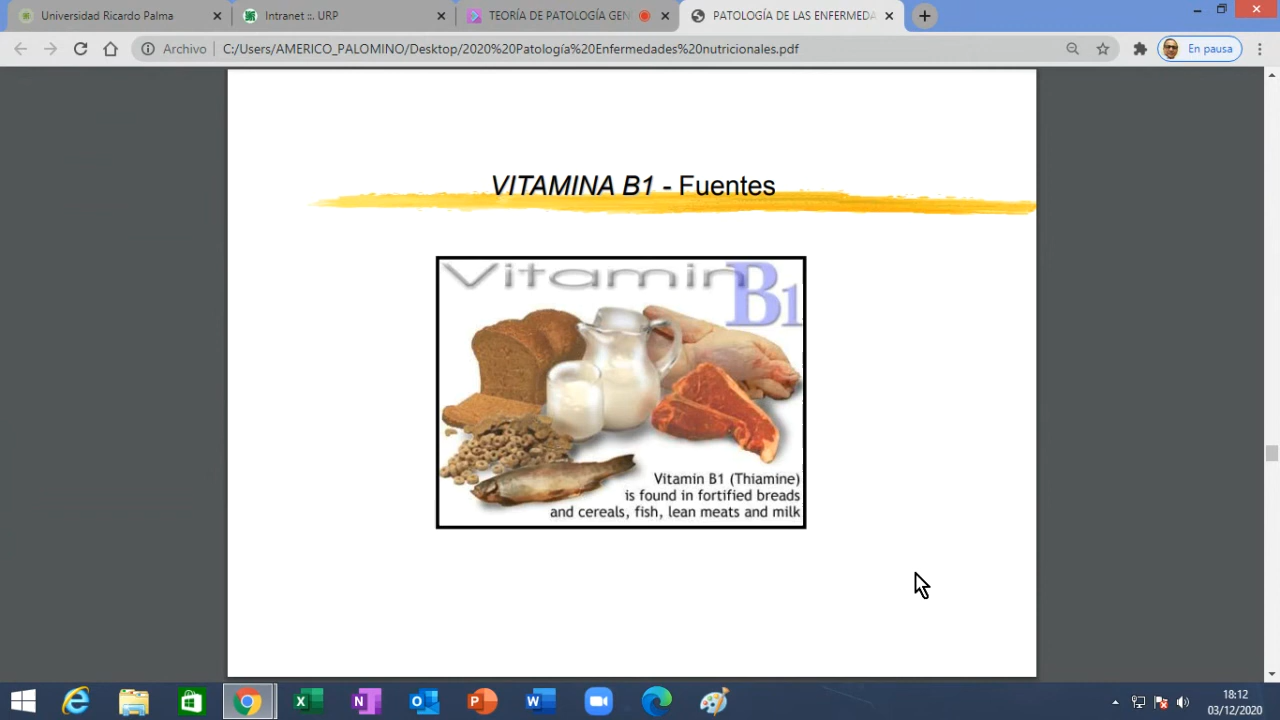 Universidad Ricardo Palma
Intranet ::. URP
TEORÍA DE PATOLOGÍA GEN
PATOLOGÍA DE LAS ENFERMEDA
Archivo
C:/Users/AMERICO_PALOMINO/Desktop/2020%20Patología%20Enfermedades%20nutricionales.pdf
En pausa
VITAMINA B1 - Fuentes
Vitamin B1
Vitamin B1 (Thiamine)
is found in fortified breads
and cereals, fish, lean meats and milk
18:12
03/12/2020